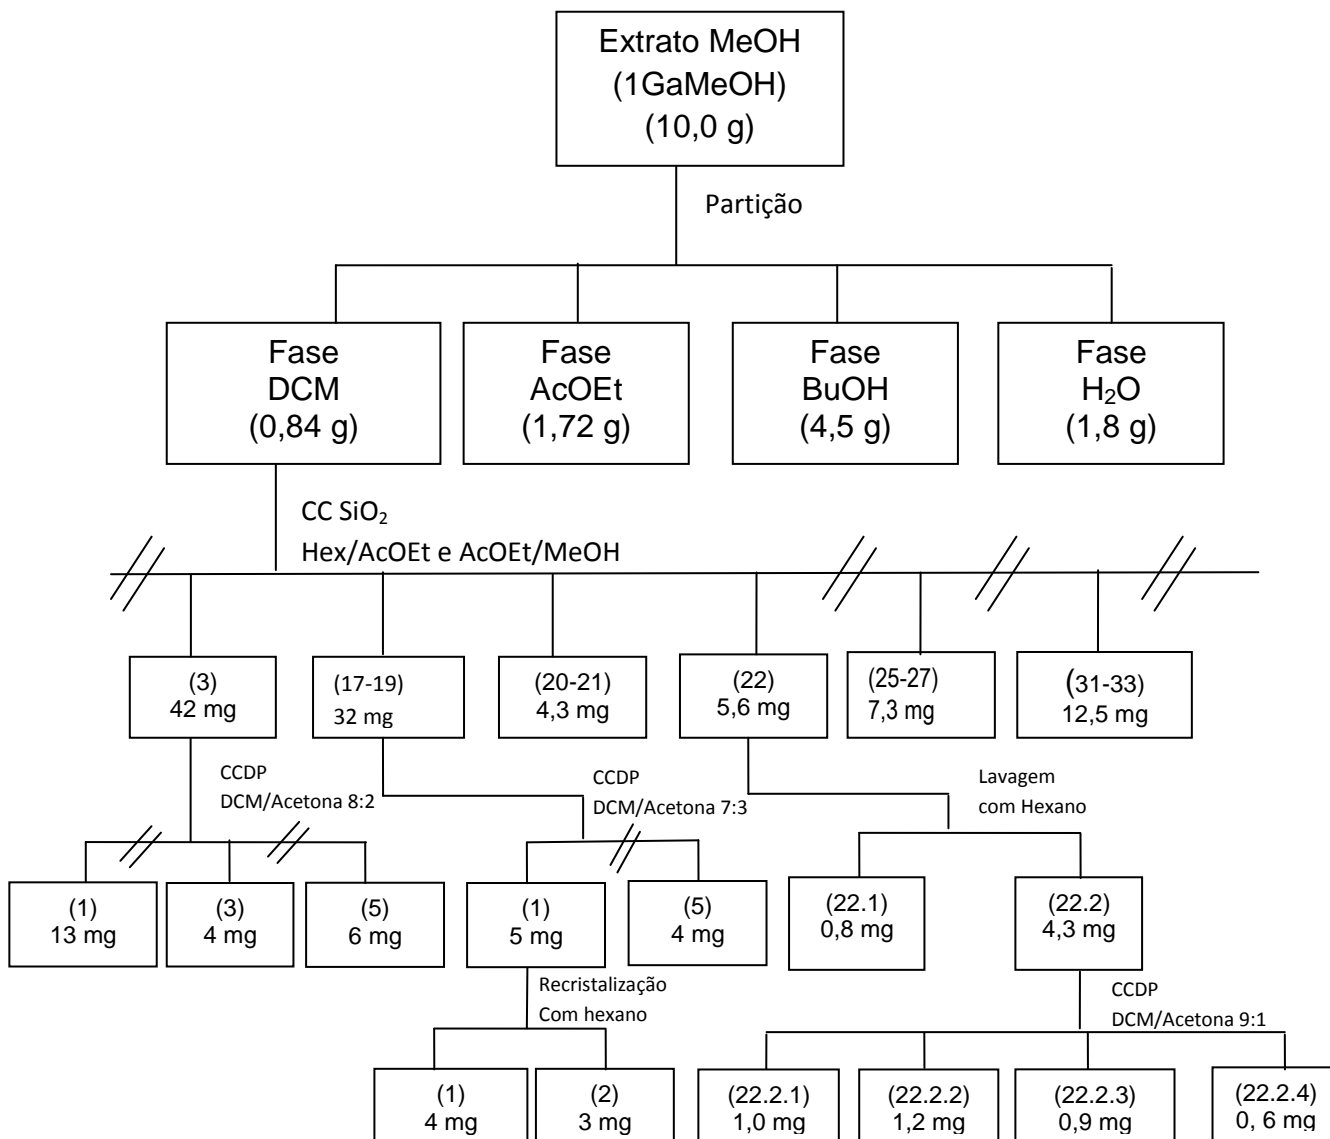 Extrato MeOH
(1GaMeOH)
(10,0 g)
Partição
Fase
DCM
(0,84 g)
Fase
AcOEt
(1,72 g)
Fase
BuOH
(4,5 g)
Fase
H₂O
(1,8 g)
CC SiO₂
Hex/AcOEt e AcOEt/MeOH
(3)
42 mg
(17-19)
32 mg
(20-21)
4,3 mg
(22)
5,6 mg
(25-27)
7,3 mg
(31-33)
12,5 mg
CCDP
DCM/Acetona 8:2
CCDP
DCM/Acetona 7:3
Lavagem
com Hexano
(1)
13 mg
(3)
4 mg
(5)
6 mg
(1)
5 mg
(5)
4 mg
(22.1)
0,8 mg
(22.2)
4,3 mg
Recristalização
Com hexano
CCDP
DCM/Acetona 9:1
(1)
4 mg
(2)
3 mg
(22.2.1)
1,0 mg
(22.2.2)
1,2 mg
(22.2.3)
0,9 mg
(22.2.4)
0, 6 mg